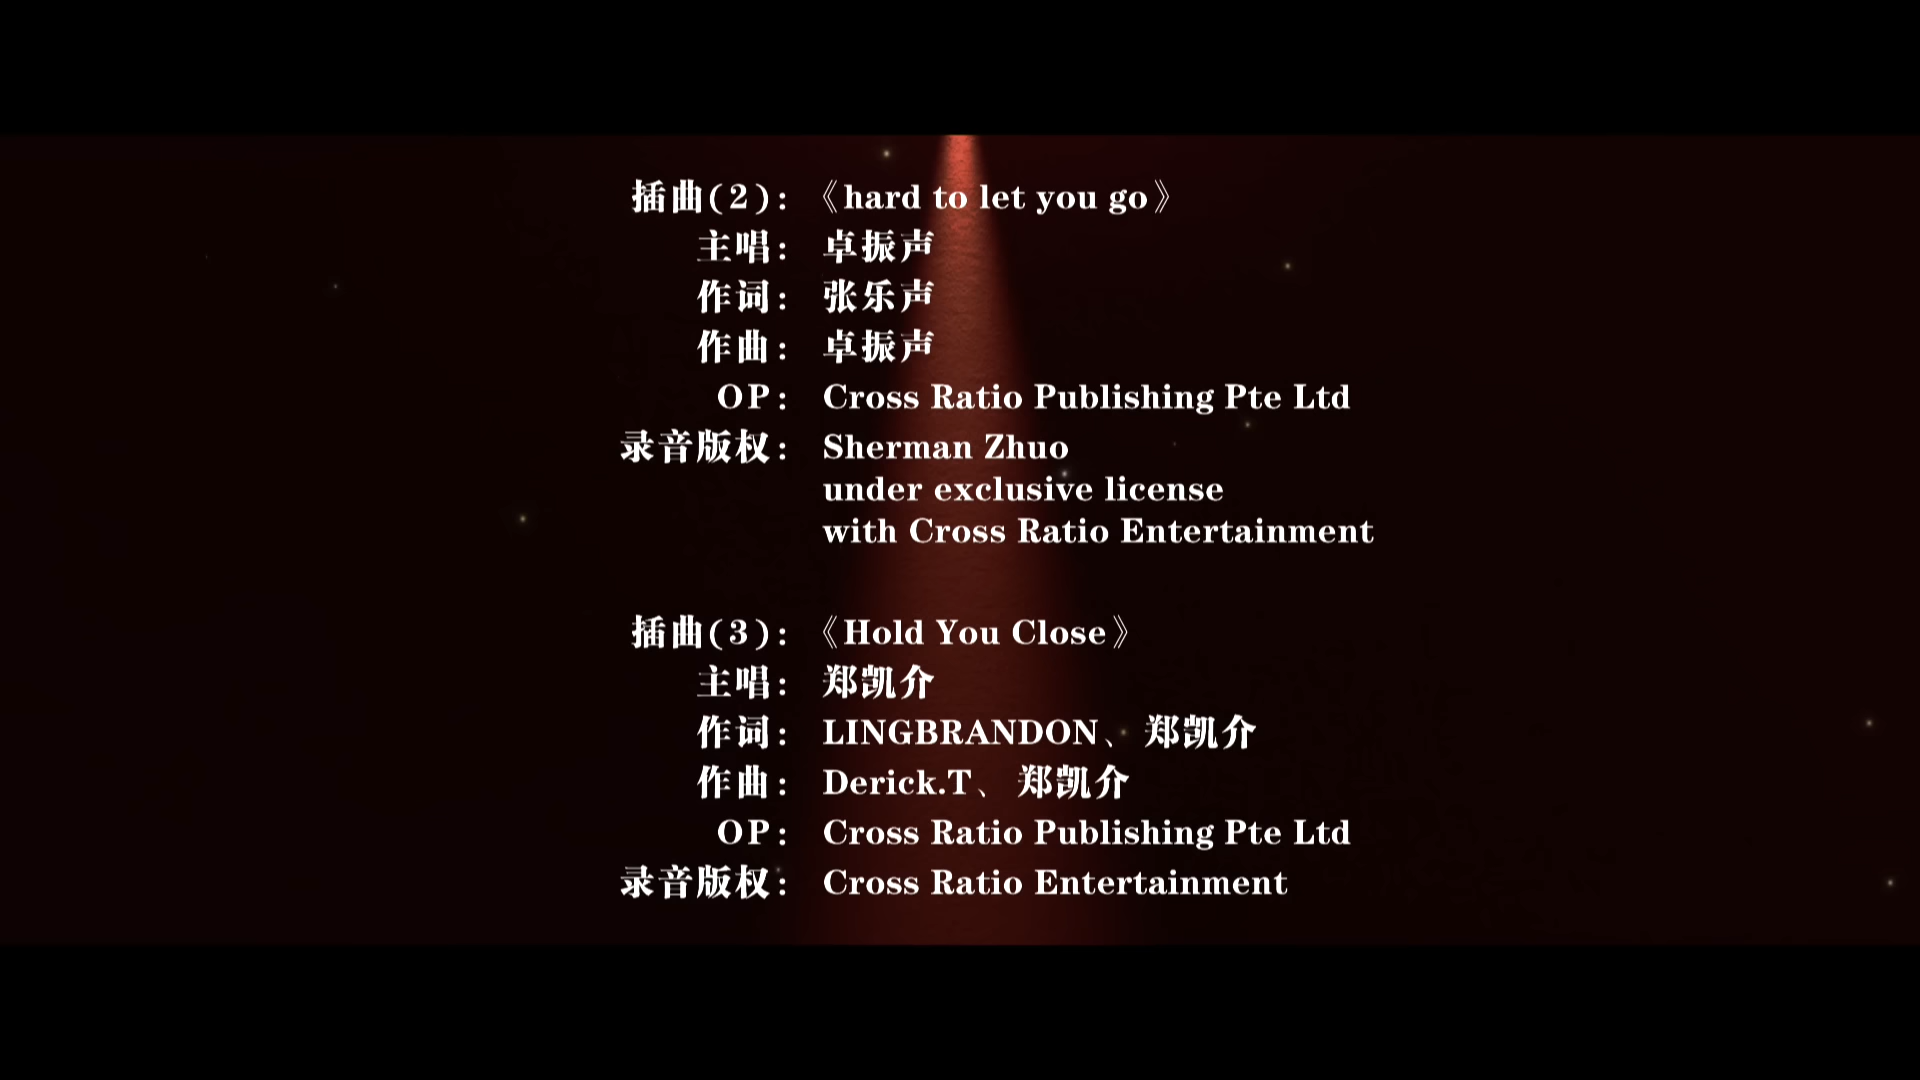 插曲(2): 《hard to let you go》
主唱: 卓振声
作词: 张乐声
作曲: 卓振声
OP: Cross Ratio Publishing Pte Ltd
录音版权: Sherman Zhuo
under exclusive license
with Cross Ratio Entertainment
插曲(3): 《Hold You Close》
主唱: 郑凯介
作词: LINGBRANDON、 郑凯介
作曲: Derick.T、 郑凯介
OP: Cross Ratio Publishing Pte Ltd
录音版权: Cross Ratio Entertainment